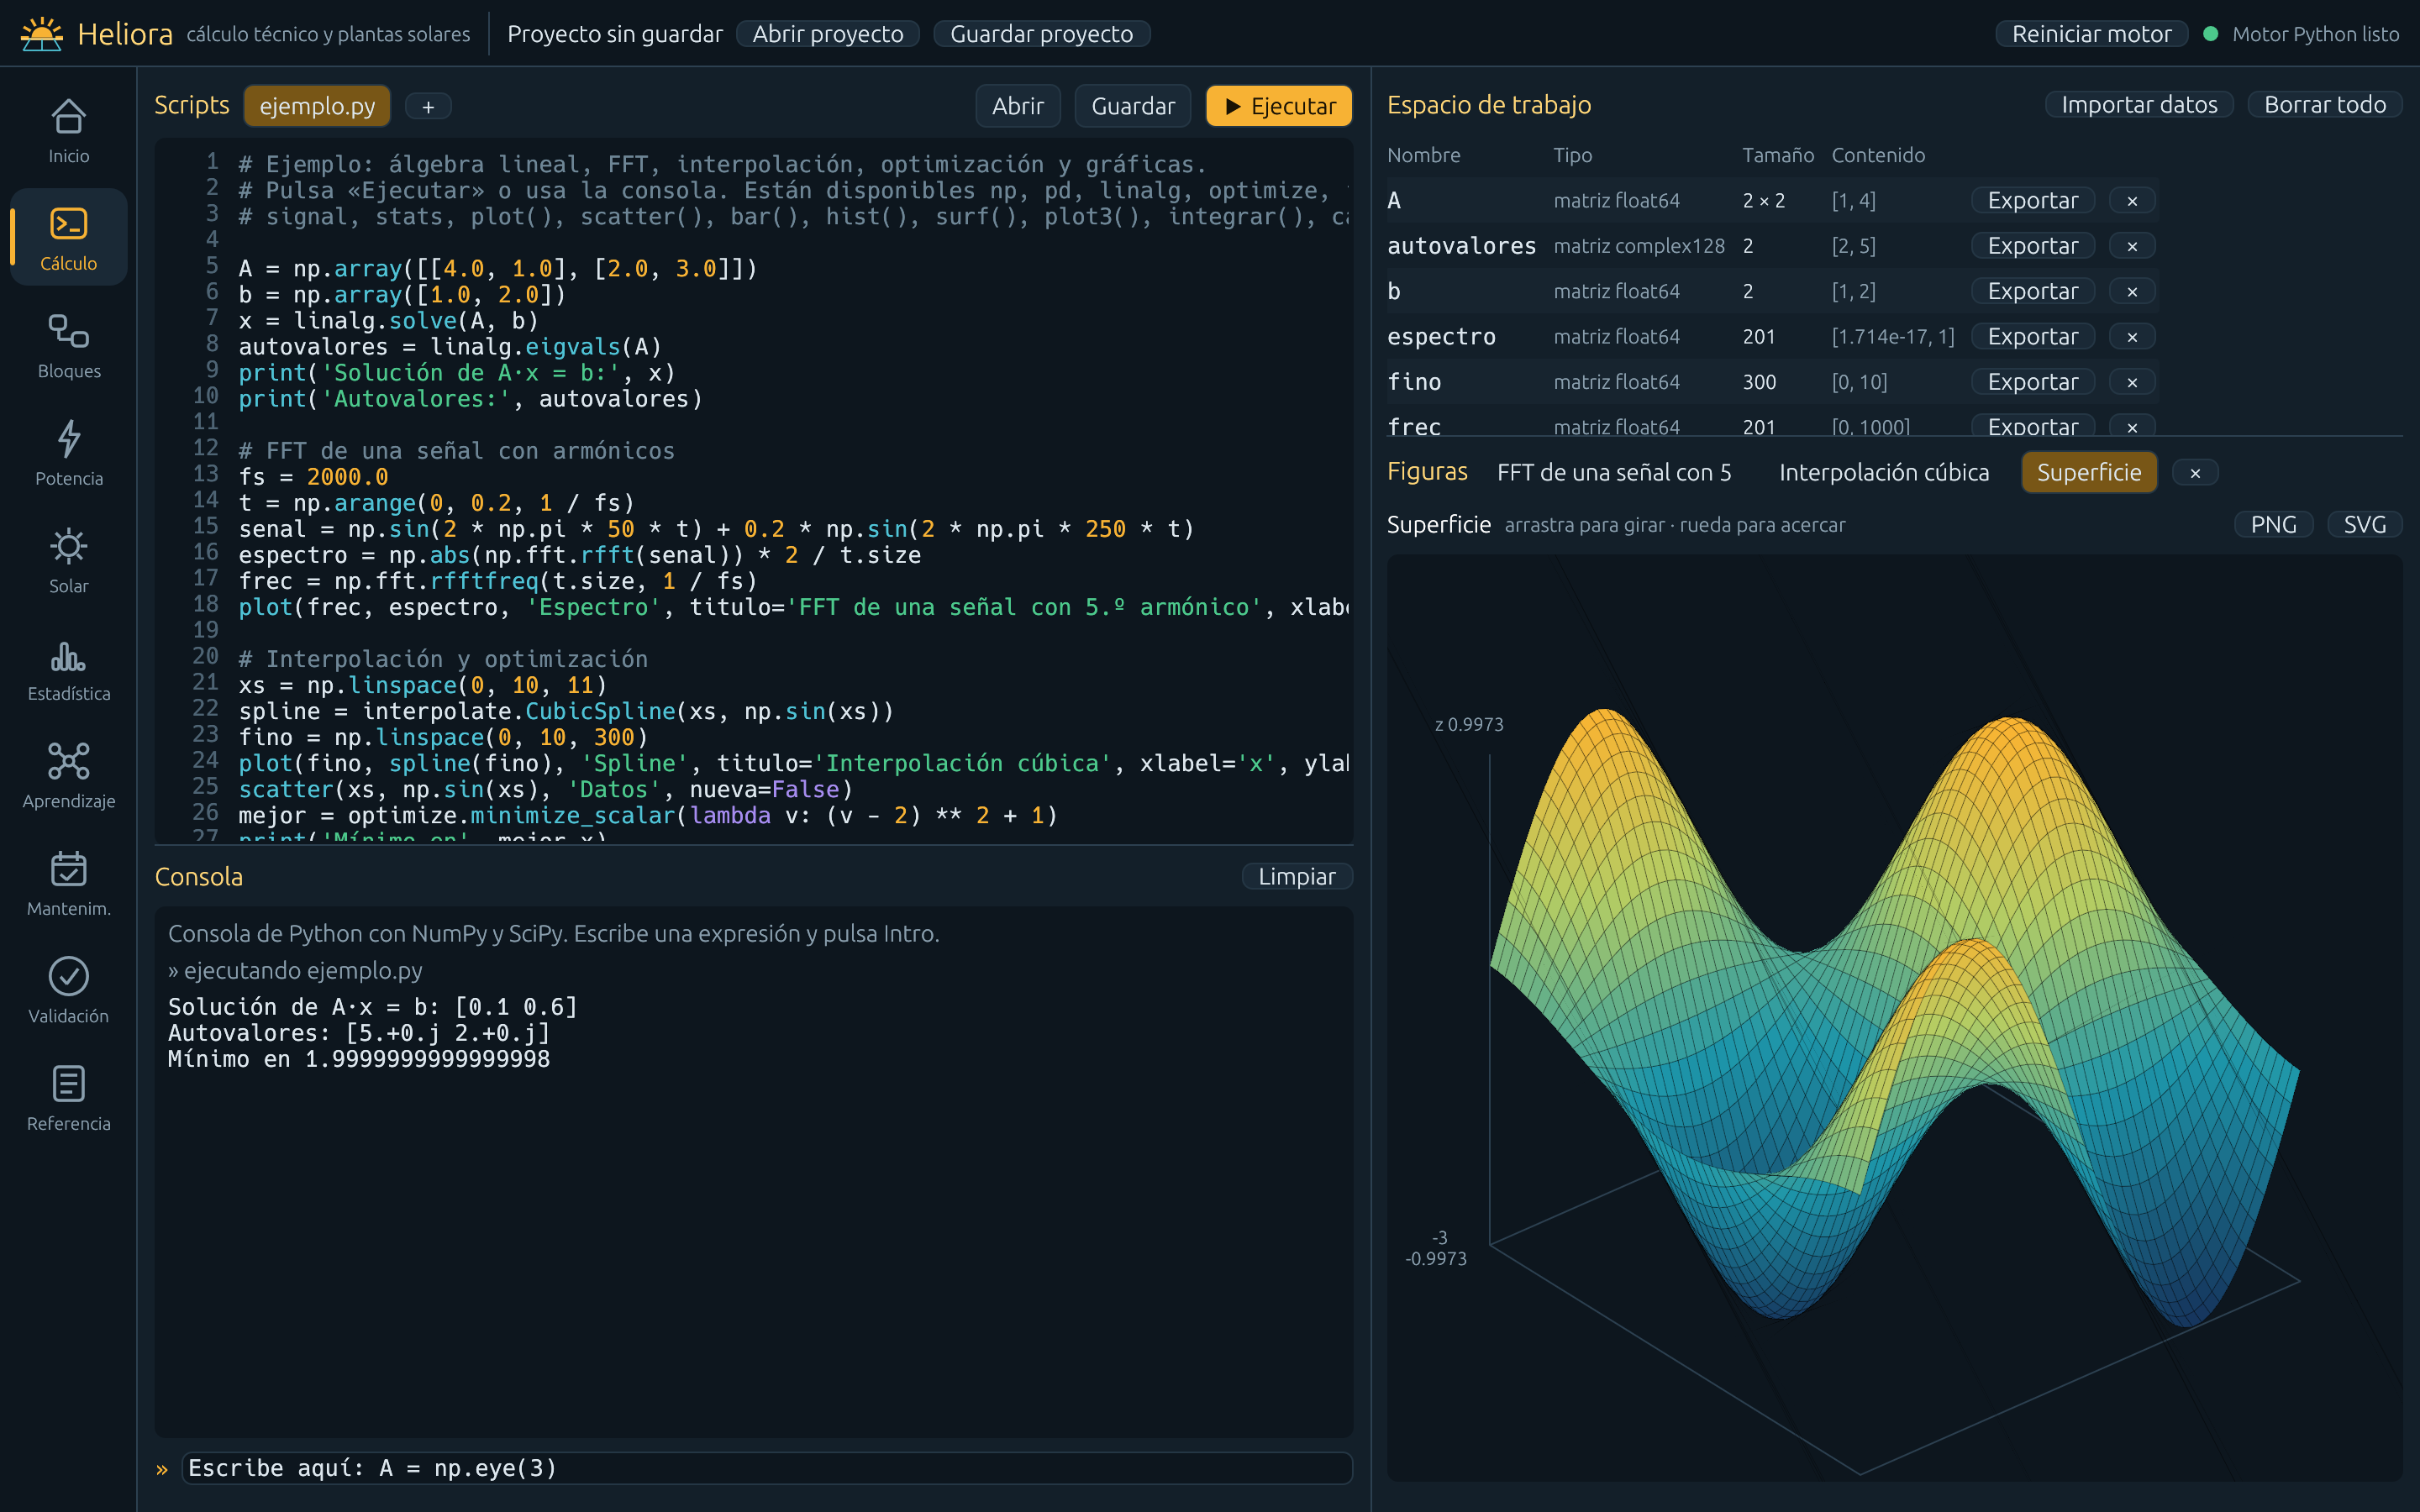 Heliora cálculo técnico y plantas solares Proyecto sin guardar Abrir proyecto Guardar proyecto Reiniciar motor Motor Python listo
Inicio
Cálculo
Bloques
Potencia
Solar
Estadística
Aprendizaje
Mantenim.
Validación
Referencia
Scripts ejemplo.py + Abrir Guardar ▶ Ejecutar
1 # Ejemplo: álgebra lineal, FFT, interpolación, optimización y gráficas.
2 # Pulsa «Ejecutar» o usa la consola. Están disponibles np, pd, linalg, optimize,
3 # signal, stats, plot(), scatter(), bar(), hist(), surf(), plot3(), integrar(),
4
5 A = np.array([[4.0, 1.0], [2.0, 3.0]])
6 b = np.array([1.0, 2.0])
7 x = linalg.solve(A, b)
8 autovalores = linalg.eigvals(A)
9 print('Solución de A·x = b:', x)
10 print('Autovalores:', autovalores)
11
12 # FFT de una señal con armónicos
13 fs = 2000.0
14 t = np.arange(0, 0.2, 1 / fs)
15 senal = np.sin(2 * np.pi * 50 * t) + 0.2 * np.sin(2 * np.pi * 250 * t)
16 espectro = np.abs(np.fft.rfft(senal)) * 2 / t.size
17 frec = np.fft.rfftfreq(t.size, 1 / fs)
18 plot(frec, espectro, 'Espectro', titulo='FFT de una señal con 5.º armónico', xlab
19
20 # Interpolación y optimización
21 xs = np.linspace(0, 10, 11)
22 spline = interpolate.CubicSpline(xs, np.sin(xs))
23 fino = np.linspace(0, 10, 300)
24 plot(fino, spline(fino), 'Spline', titulo='Interpolación cúbica', xlabel='x', yla
25 scatter(xs, np.sin(xs), 'Datos', nueva=False)
26 mejor = optimize.minimize_scalar(lambda v: (v - 2) ** 2 + 1)
27 print('Mínimo en', mejor.x)
Consola Limpiar
Consola de Python con NumPy y SciPy. Escribe una expresión y pulsa Intro.
» ejecutando ejemplo.py
Solución de A·x = b: [0.1 0.6]
Autovalores: [5.+0.j 2.+0.j]
Mínimo en 1.9999999999999998
» Escribe aquí: A = np.eye(3)
Espacio de trabajo Importar datos Borrar todo
Nombre Tipo Tamaño Contenido
A matriz float64 2 × 2 [1, 4] Exportar ×
autovalores matriz complex128 2 [2, 5] Exportar ×
b matriz float64 2 [1, 2] Exportar ×
espectro matriz float64 201 [1.714e-17, 1] Exportar ×
fino matriz float64 300 [0, 10] Exportar ×
frec matriz float64 201 [0, 1000] Exportar ×
Figuras FFT de una señal con 5 Interpolación cúbica Superficie ×
Superficie arrastra para girar · rueda para acercar PNG SVG
z 0.9973
-3
-0.9973